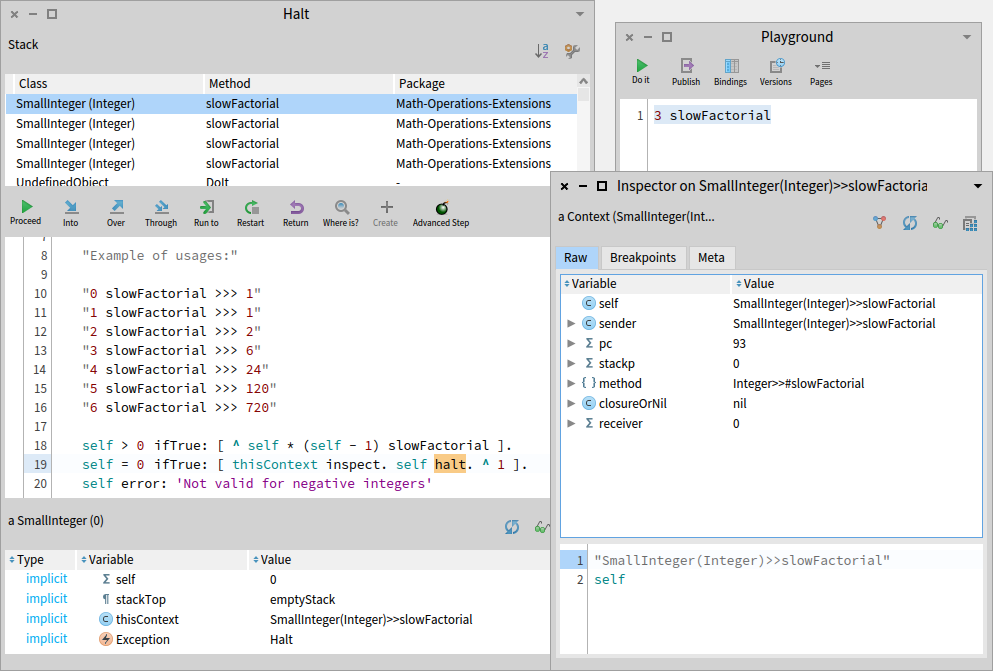 Halt
Stack
Class Method Package
SmallInteger (Integer) slowFactorial Math-Operations-Extensions
SmallInteger (Integer) slowFactorial Math-Operations-Extensions
SmallInteger (Integer) slowFactorial Math-Operations-Extensions
SmallInteger (Integer) slowFactorial Math-Operations-Extensions
UndefinedObject DoIt -
Proceed Into Over Through Run to Restart Return Where is? Create Advanced Step
7
8 "Example of usages:"
9
10 "0 slowFactorial >>> 1"
11 "1 slowFactorial >>> 1"
12 "2 slowFactorial >>> 2"
13 "3 slowFactorial >>> 6"
14 "4 slowFactorial >>> 24"
15 "5 slowFactorial >>> 120"
16 "6 slowFactorial >>> 720"
17
18 self > 0 ifTrue: [ ^ self * (self - 1) slowFactorial ].
19 self = 0 ifTrue: [ thisContext inspect. self halt. ^ 1 ].
20 self error: 'Not valid for negative integers'
a SmallInteger (0)
Type Variable Value
implicit self 0
implicit stackTop emptyStack
implicit thisContext SmallInteger(Integer)>>slowFactorial
implicit Exception Halt
Playground
Do it Publish Bindings Versions Pages
1 3 slowFactorial
Inspector on SmallInteger(Integer)>>slowFactoria
a Context (SmallInteger(Int...
Raw Breakpoints Meta
Variable Value
self SmallInteger(Integer)>>slowFactorial
sender SmallInteger(Integer)>>slowFactorial
pc 93
stackp 0
method Integer>>#slowFactorial
closureOrNil nil
receiver 0
1 "SmallInteger(Integer)>>slowFactorial"
2 self